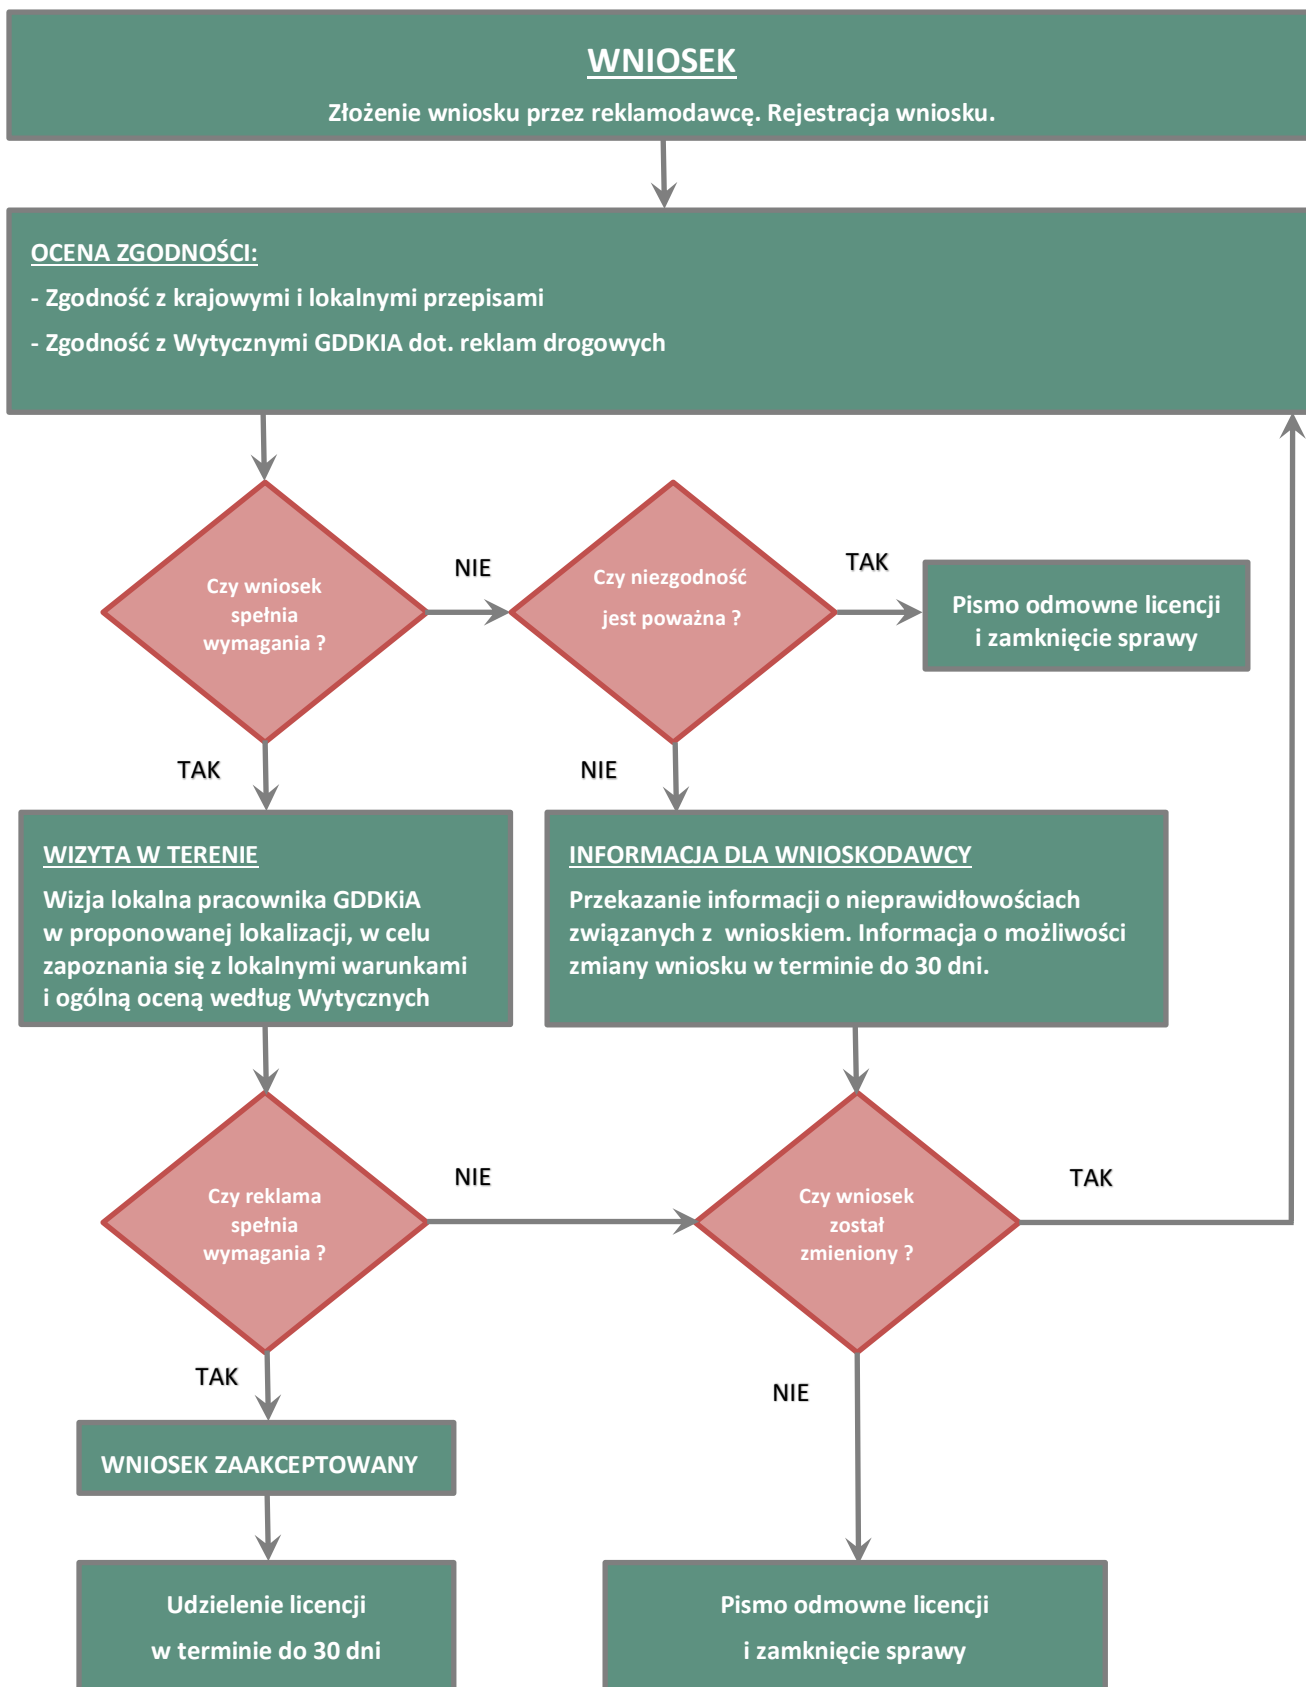 WNIOSEK
Złożenie wniosku przez reklamodawcę. Rejestracja wniosku.
OCENA ZGODNOŚCI:
- Zgodność z krajowymi i lokalnymi przepisami
- Zgodność z Wytycznymi GDDKIA dot. reklam drogowych
Czy wniosek
spełnia
wymagania ?
NIE
Czy niezgodność
jest poważna ?
TAK
Pismo odmowne licencji
i zamknięcie sprawy
TAK
NIE
WIZYTA W TERENIE
Wizja lokalna pracownika GDDKiA
w proponowanej lokalizacji, w celu
zapoznania się z lokalnymi warunkami
i ogólną oceną według Wytycznych
INFORMACJA DLA WNIOSKODAWCY
Przekazanie informacji o nieprawidłowościach
związanych z  wnioskiem. Informacja o możliwości
zmiany wniosku w terminie do 30 dni.
Czy reklama
spełnia
wymagania ?
NIE
Czy wniosek
został
zmieniony ?
TAK
TAK
NIE
WNIOSEK ZAAKCEPTOWANY
Udzielenie licencji
w terminie do 30 dni
Pismo odmowne licencji
i zamknięcie sprawy